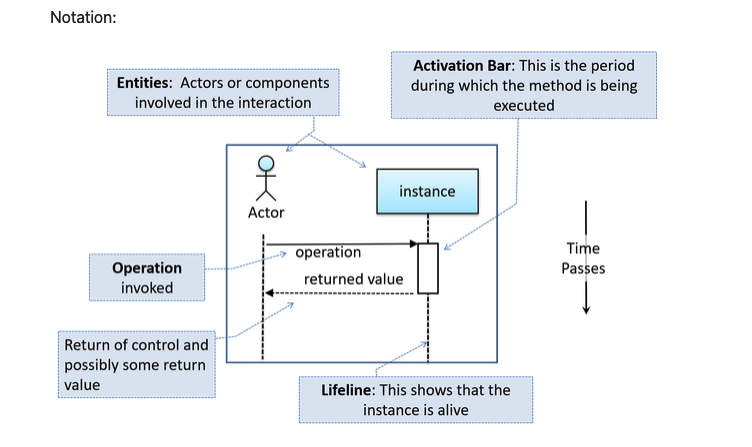 Notation:
Entities: Actors or components
involved in the interaction
Activation Bar: This is the period
during which the method is being
executed
instance
Actor
operation
returned value
Operation
invoked
Time
Passes
Return of control and
possibly some return
value
Lifeline: This shows that the
instance is alive